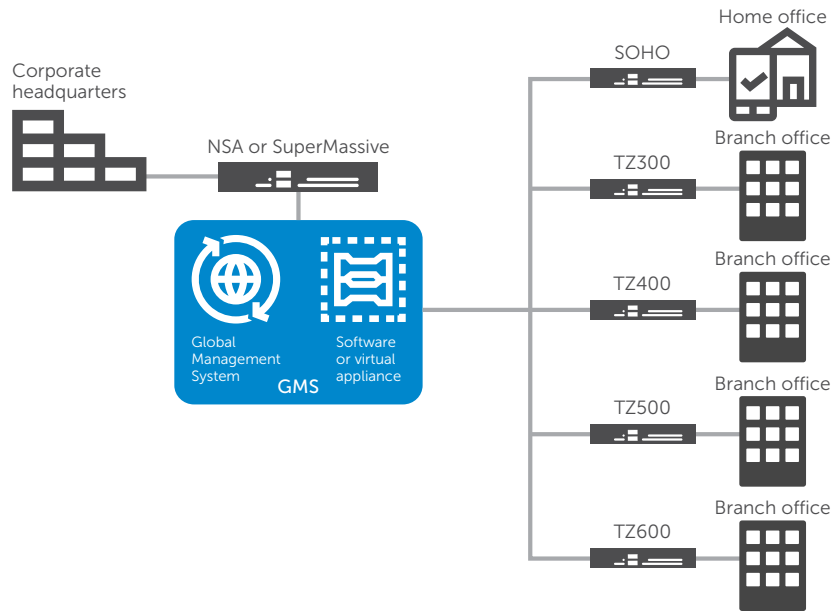 Corporate
headquarters
NSA or SuperMassive
Global
Management
System
Software
or virtual
appliance
GMS
SOHO
Home office
TZ300
Branch office
TZ400
Branch office
TZ500
Branch office
TZ600
Branch office